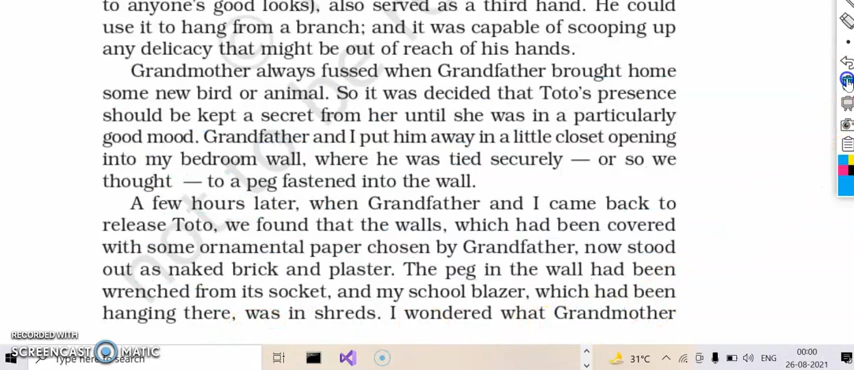 to anyone's good looks), also served as a third hand. He could
use it to hang from a branch; and it was capable of scooping up
any delicacy that might be out of reach of his hands.
Grandmother always fussed when Grandfather brought home
some new bird or animal. So it was decided that Toto's presence
should be kept a secret from her until she was in a particularly
good mood. Grandfather and I put him away in a little closet opening
into my bedroom wall, where he was tied securely — or so we
thought — to a peg fastened into the wall.
A few hours later, when Grandfather and I came back to
release Toto, we found that the walls, which had been covered
with some ornamental paper chosen by Grandfather, now stood
out as naked brick and plaster. The peg in the wall had been
wrenched from its socket, and my school blazer, which had been
hanging there, was in shreds. I wondered what Grandmother
not to be
RECORDED WITH
SCREENCAST MATIC
Type here to search
31°C
ENG
00:00
26-08-2021